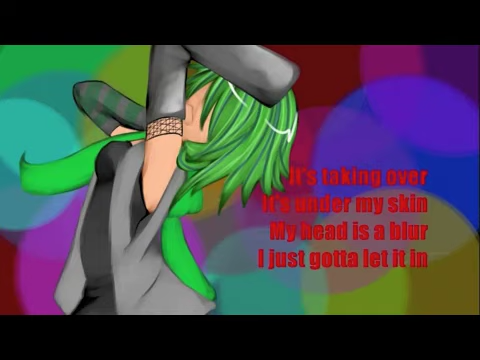 It's taking over
It's under my skin
My head is a blur
I just gotta let it in